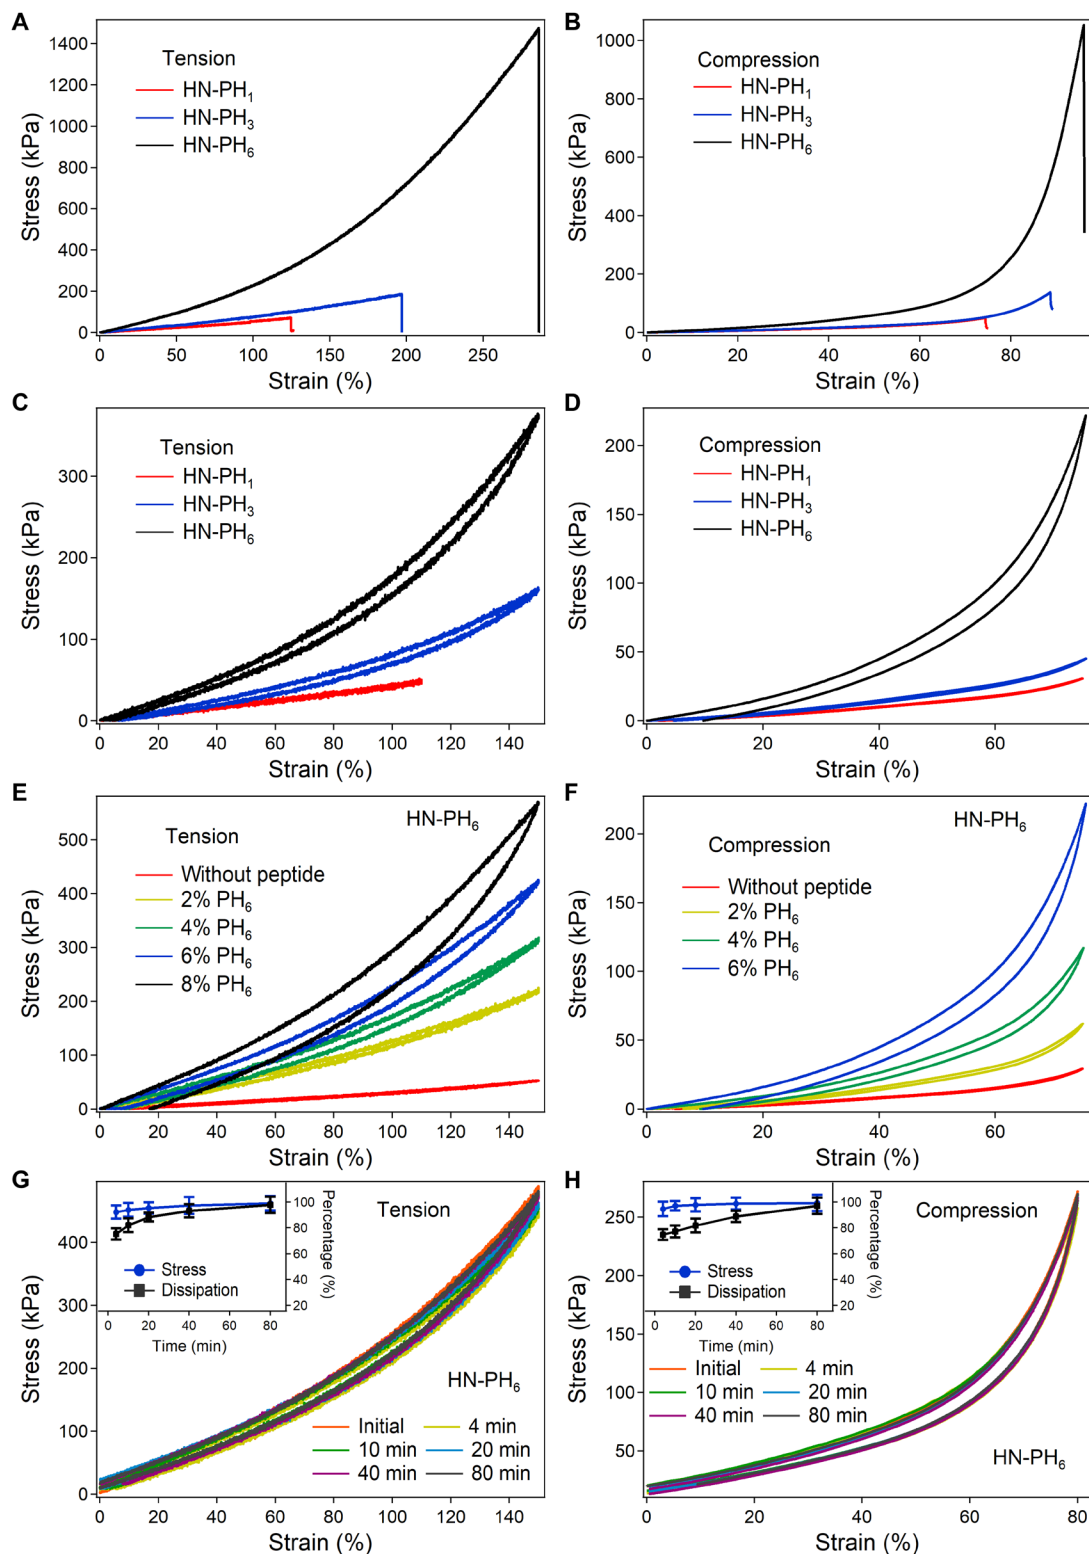 A
Tension
HN-PH₁
HN-PH₃
HN-PH₆
Stress (kPa)
1400
1200
1000
800
600
400
200
0
0 50 100 150 200 250
Strain (%)
B
Compression
HN-PH₁
HN-PH₃
HN-PH₆
Stress (kPa)
1000
800
600
400
200
0
0 20 40 60 80
Strain (%)
C
Tension
HN-PH₁
HN-PH₃
HN-PH₆
Stress (kPa)
300
200
100
0
0 20 40 60 80 100 120 140
Strain (%)
D
Compression
HN-PH₁
HN-PH₃
HN-PH₆
Stress (kPa)
200
150
100
50
0
0 20 40 60
Strain (%)
E
HN-PH₆
Tension
Without peptide
2% PH₆
4% PH₆
6% PH₆
8% PH₆
Stress (kPa)
500
400
300
200
100
0
0 20 40 60 80 100 120 140
Strain (%)
F
HN-PH₆
Compression
Without peptide
2% PH₆
4% PH₆
6% PH₆
Stress (kPa)
200
150
100
50
0
0 20 40 60
Strain (%)
G
Tension
Stress
Dissipation
Percentage (%)
100
80
60
40
20
0 20 40 60 80
Time (min)
HN-PH₆
Initial 4 min
10 min 20 min
40 min 80 min
Stress (kPa)
400
300
200
100
0
0 20 40 60 80 100 120 140
Strain (%)
H
Compression
Stress
Dissipation
Percentage (%)
100
80
60
40
20
0 20 40 60 80
Time (min)
Initial 4 min
10 min 20 min
40 min 80 min
HN-PH₆
Stress (kPa)
250
200
150
100
50
0 20 40 60 80
Strain (%)